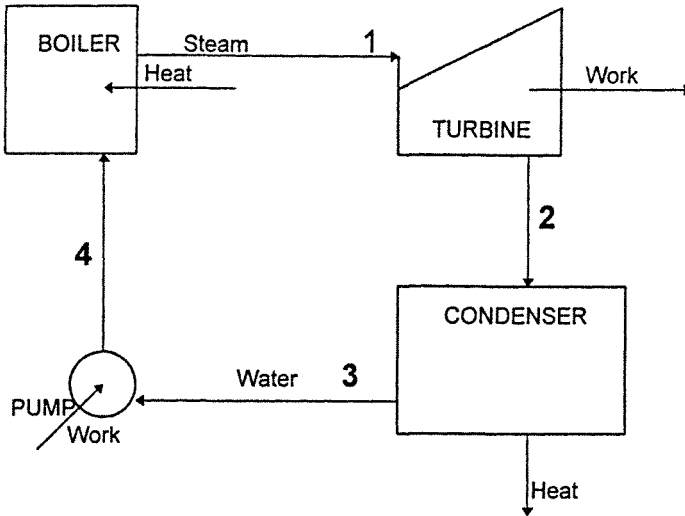 BOILER
Steam
1
Heat
Work
TURBINE
2
4
CONDENSER
Water
3
PUMP
Work
Heat